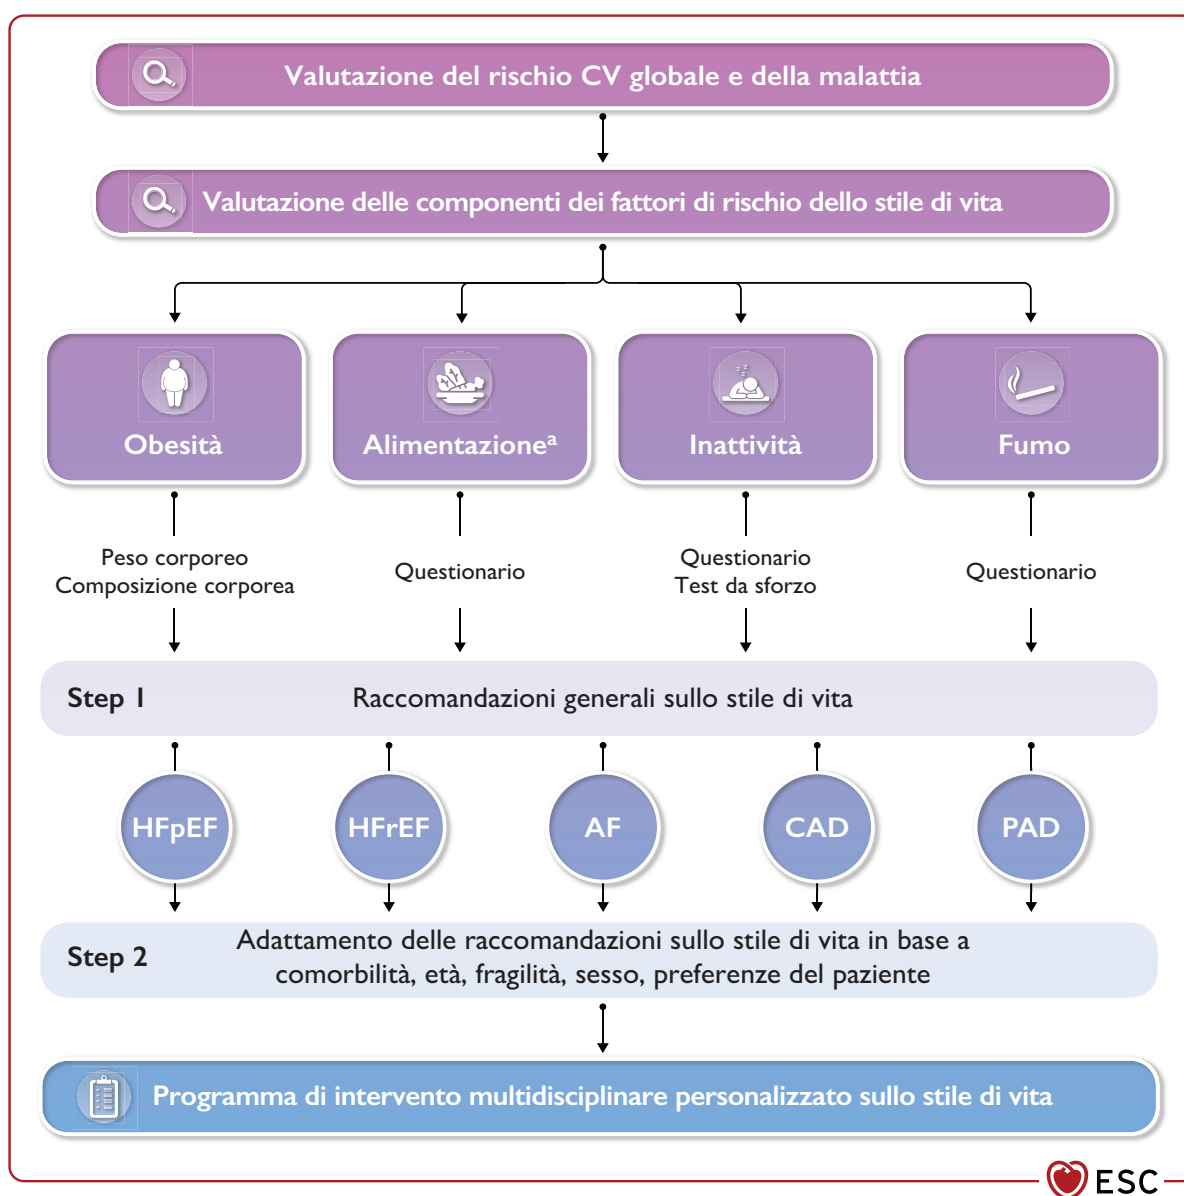 Valutazione del rischio CV globale e della malattia
Valutazione delle componenti dei fattori di rischio dello stile di vita
Obesità
Alimentazioneᵃ
Inattività
Fumo
Peso corporeo
Composizione corporea
Questionario
Questionario
Test da sforzo
Questionario
Step 1
Raccomandazioni generali sullo stile di vita
HFpEF
HFrEF
AF
CAD
PAD
Step 2
Adattamento delle raccomandazioni sullo stile di vita in base a
comorbilità, età, fragilità, sesso, preferenze del paziente
Programma di intervento multidisciplinare personalizzato sullo stile di vita
ESC